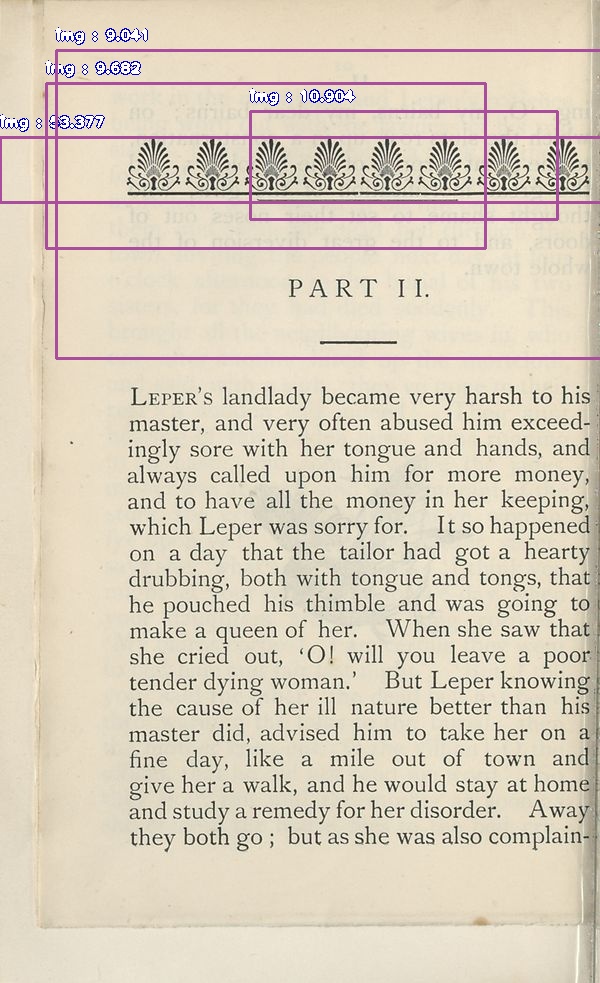 img : 9.041
img : 9.682
img : 10.904
img :
PART II.
LEPER'S landlady became very harsh to his
master, and very often abused him exceed-
ingly sore with her tongue and hands, and
always called upon him for more money,
and to have all the money in her keeping,
which Leper was sorry for. It so happened
on a day that the tailor had got a hearty
drubbing, both with tongue and tongs, that
he pouched his thimble and was going to
make a queen of her. When she saw that
she cried out, ‘O! will you leave a poor
tender dying woman.’ But Leper knowing
the cause of her ill nature better than his
master did, advised him to take her on a
fine day, like a mile out of town and
give her a walk, and he would stay at home
and study a remedy for her disorder. Away
they both go ; but as she was also complain-